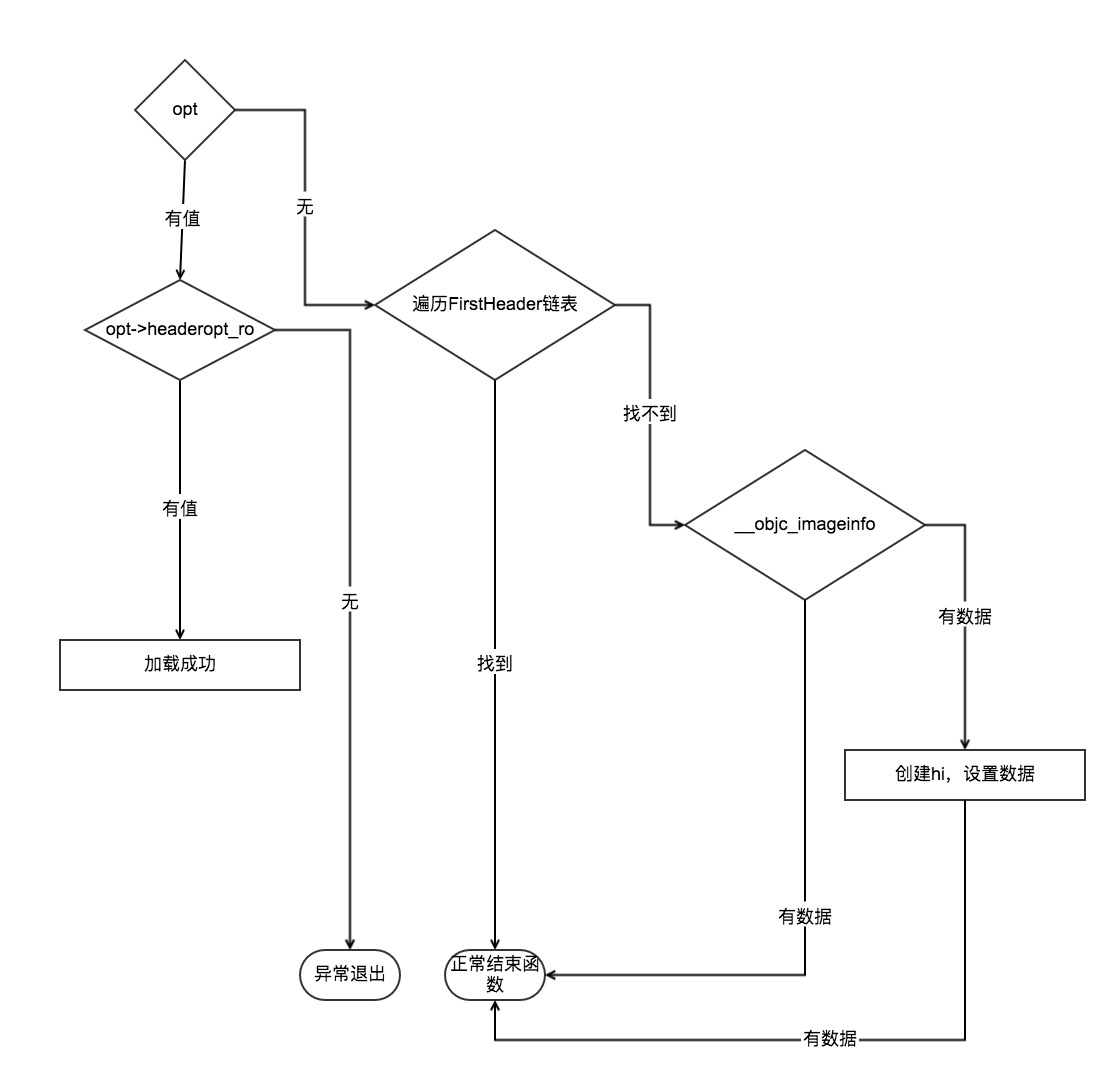 opt
有值
无
opt->headeropt_ro
遍历FirstHeader链表
找不到
有值
__objc_imageinfo
无
有数据
加载成功
找到
创建hi，设置数据
有数据
异常退出
正常结束函
数
有数据